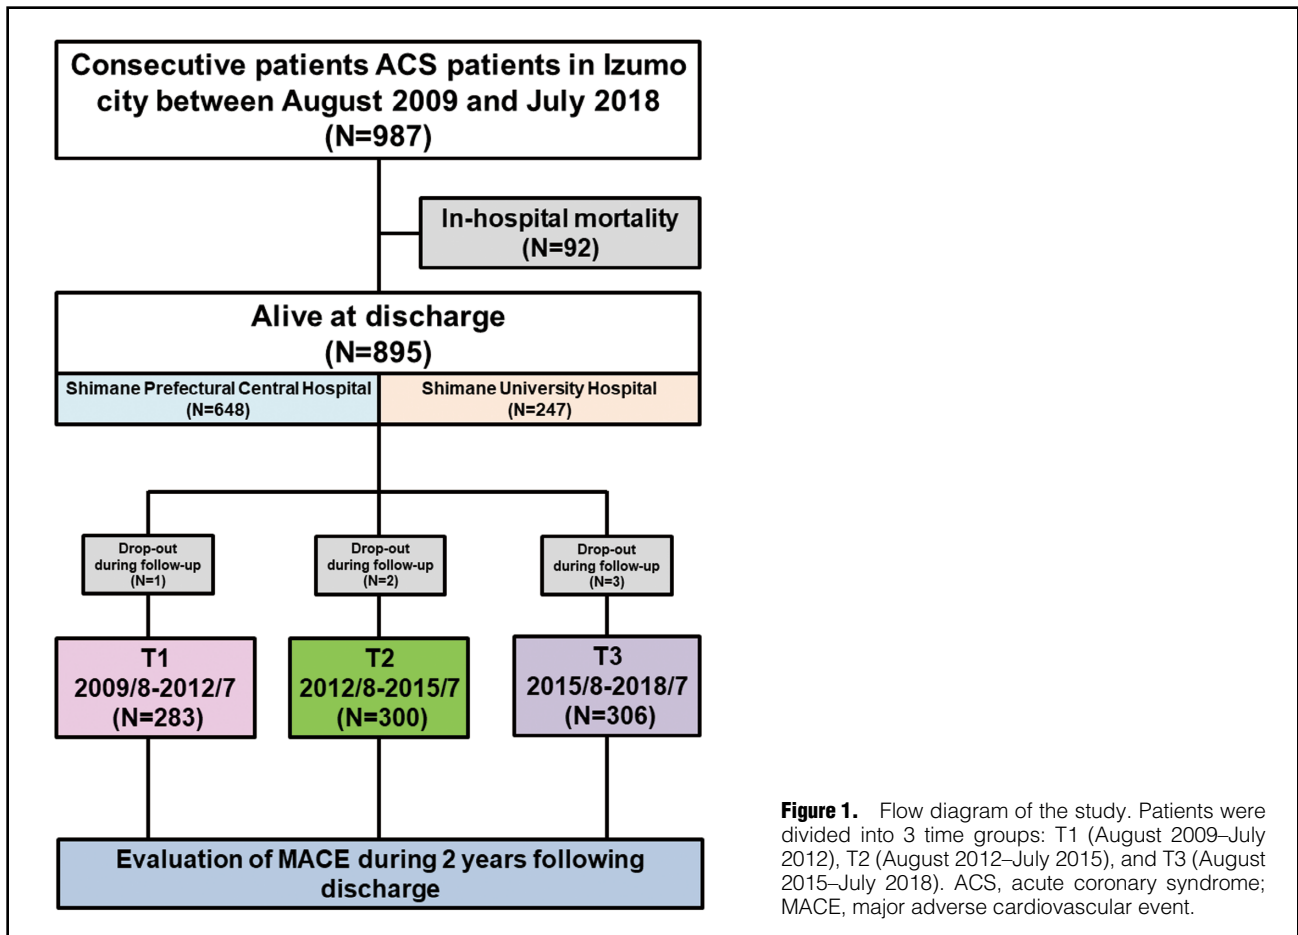 Consecutive patients ACS patients in Izumo
city between August 2009 and July 2018
(N=987)
In-hospital mortality
(N=92)
Alive at discharge
(N=895)
Shimane Prefectural Central Hospital
(N=648)
Shimane University Hospital
(N=247)
Drop-out
during follow-up
(N=1)
Drop-out
during follow-up
(N=2)
Drop-out
during follow-up
(N=3)
T1
2009/8-2012/7
(N=283)
T2
2012/8-2015/7
(N=300)
T3
2015/8-2018/7
(N=306)
Evaluation of MACE during 2 years following
discharge
Figure 1. Flow diagram of the study. Patients were
divided into 3 time groups: T1 (August 2009–July
2012), T2 (August 2012–July 2015), and T3 (August
2015–July 2018). ACS, acute coronary syndrome;
MACE, major adverse cardiovascular event.